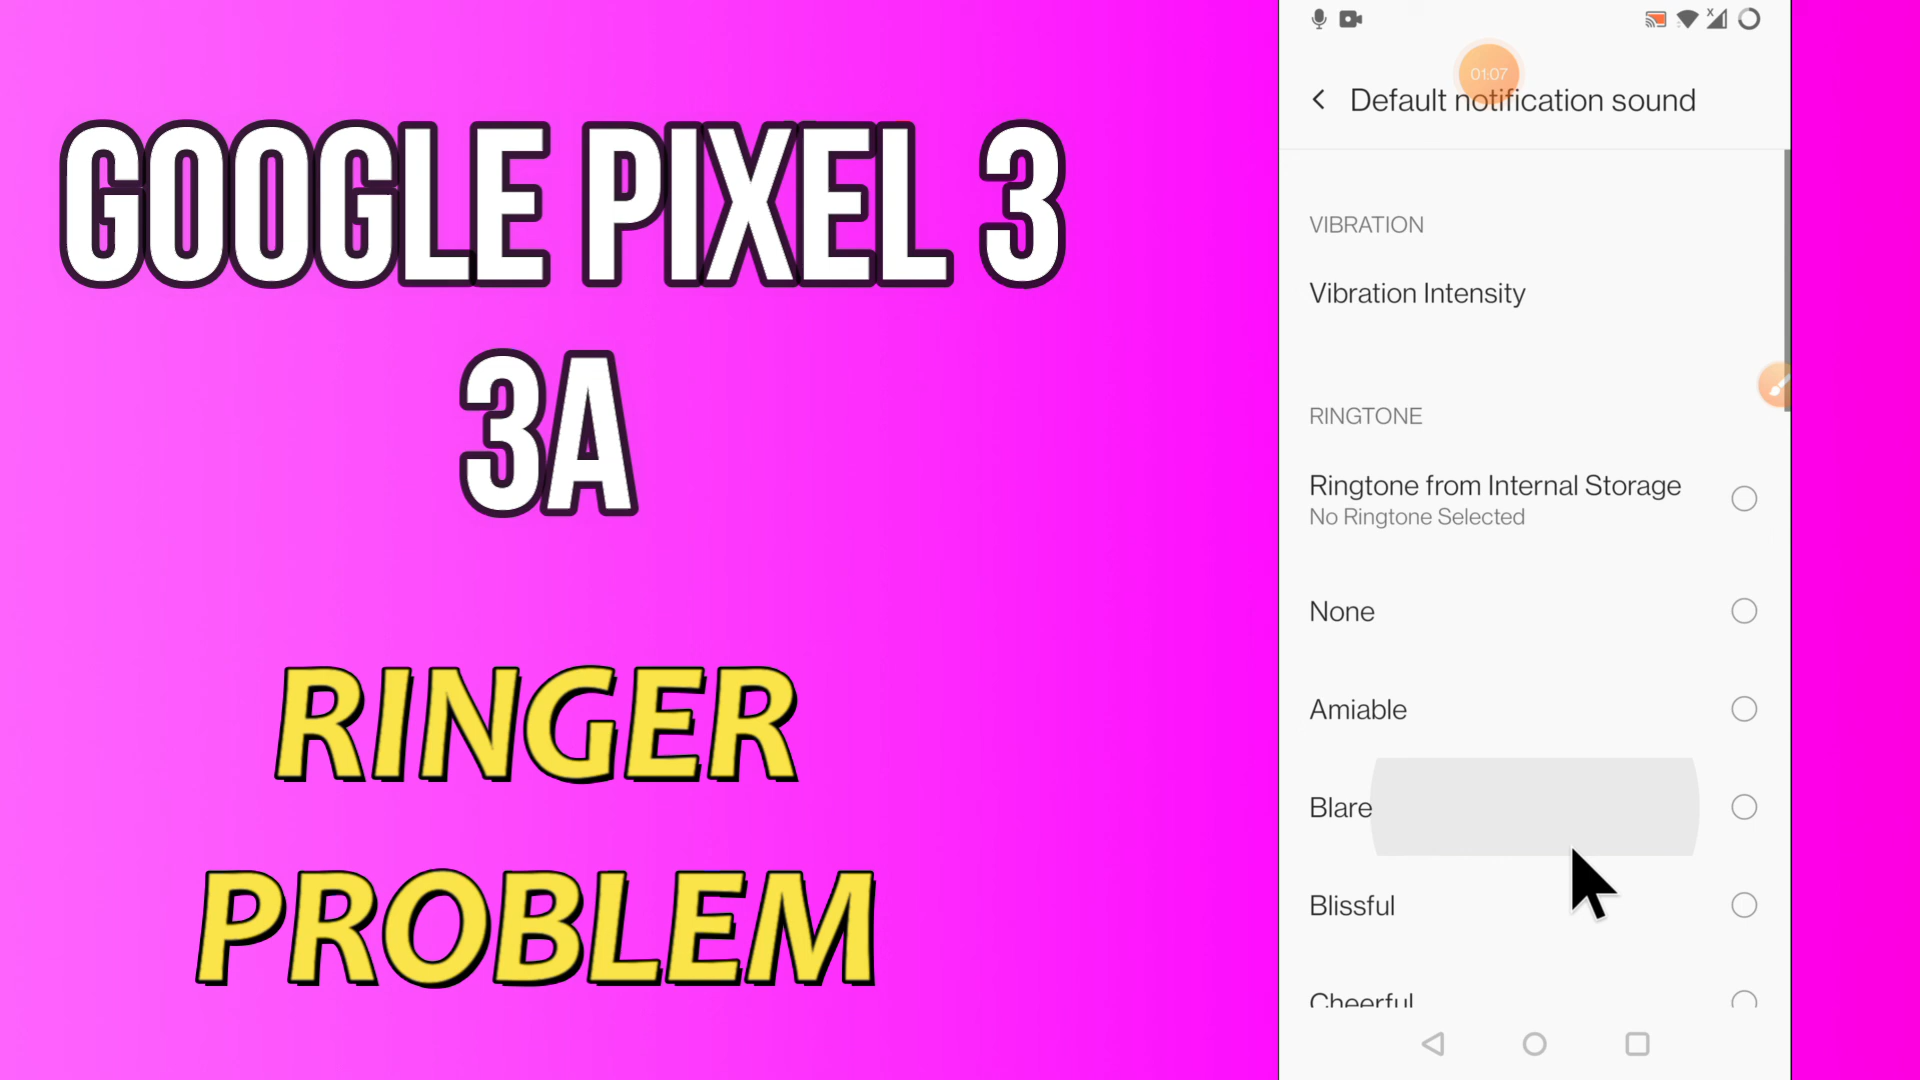 GOOGLE PIXEL 3
3A
RINGER
PROBLEM
01:07
Default notification sound
VIBRATION
Vibration Intensity
RINGTONE
Ringtone from Internal Storage
No Ringtone Selected
None
Amiable
Blare
Blissful
Cheerful